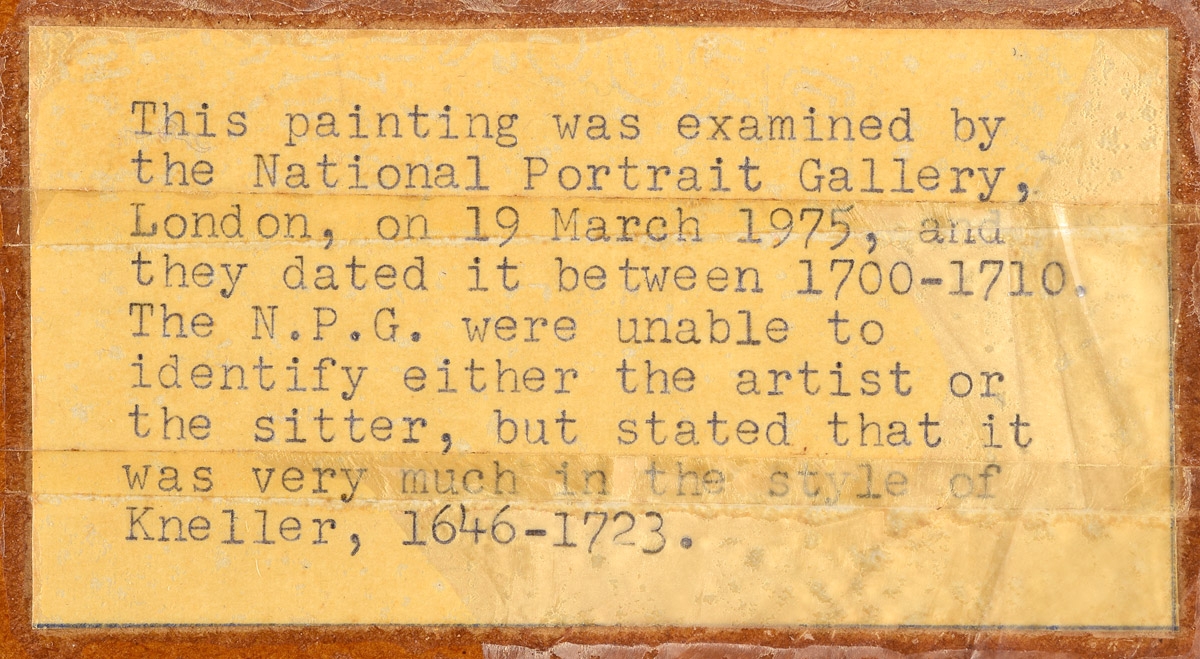 This painting was examined by
the National Portrait Gallery,
London, on 19 March 1975, and
they dated it between 1700-1710.
The N.P.G. were unable to
identify either the artist or
the sitter, but stated that it
was very much in the style of
Kneller, 1646-1723.